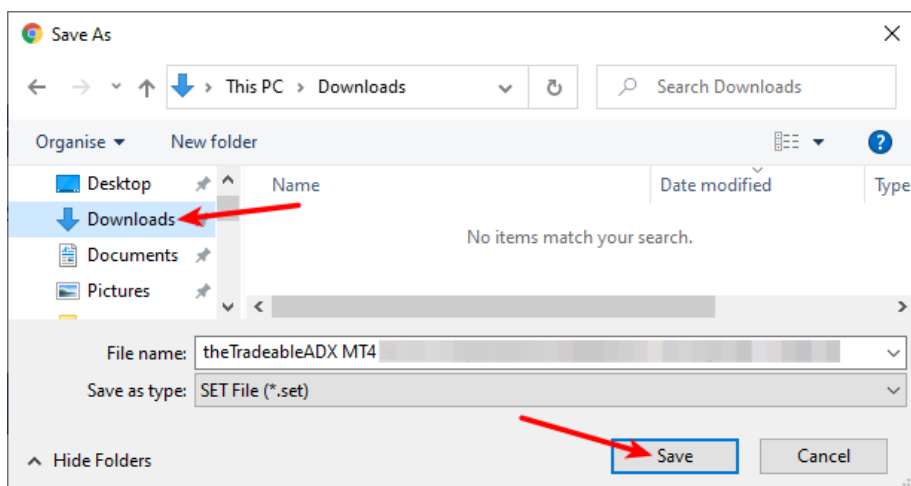 Save As
This PC > Downloads
Search Downloads
Organise
New folder
?
Name
Date modified
Type
Desktop
Downloads
Documents
Pictures
No items match your search.
File name: theTradeableADX MT4
Save as type: SET File (*.set)
Hide Folders
Save
Cancel